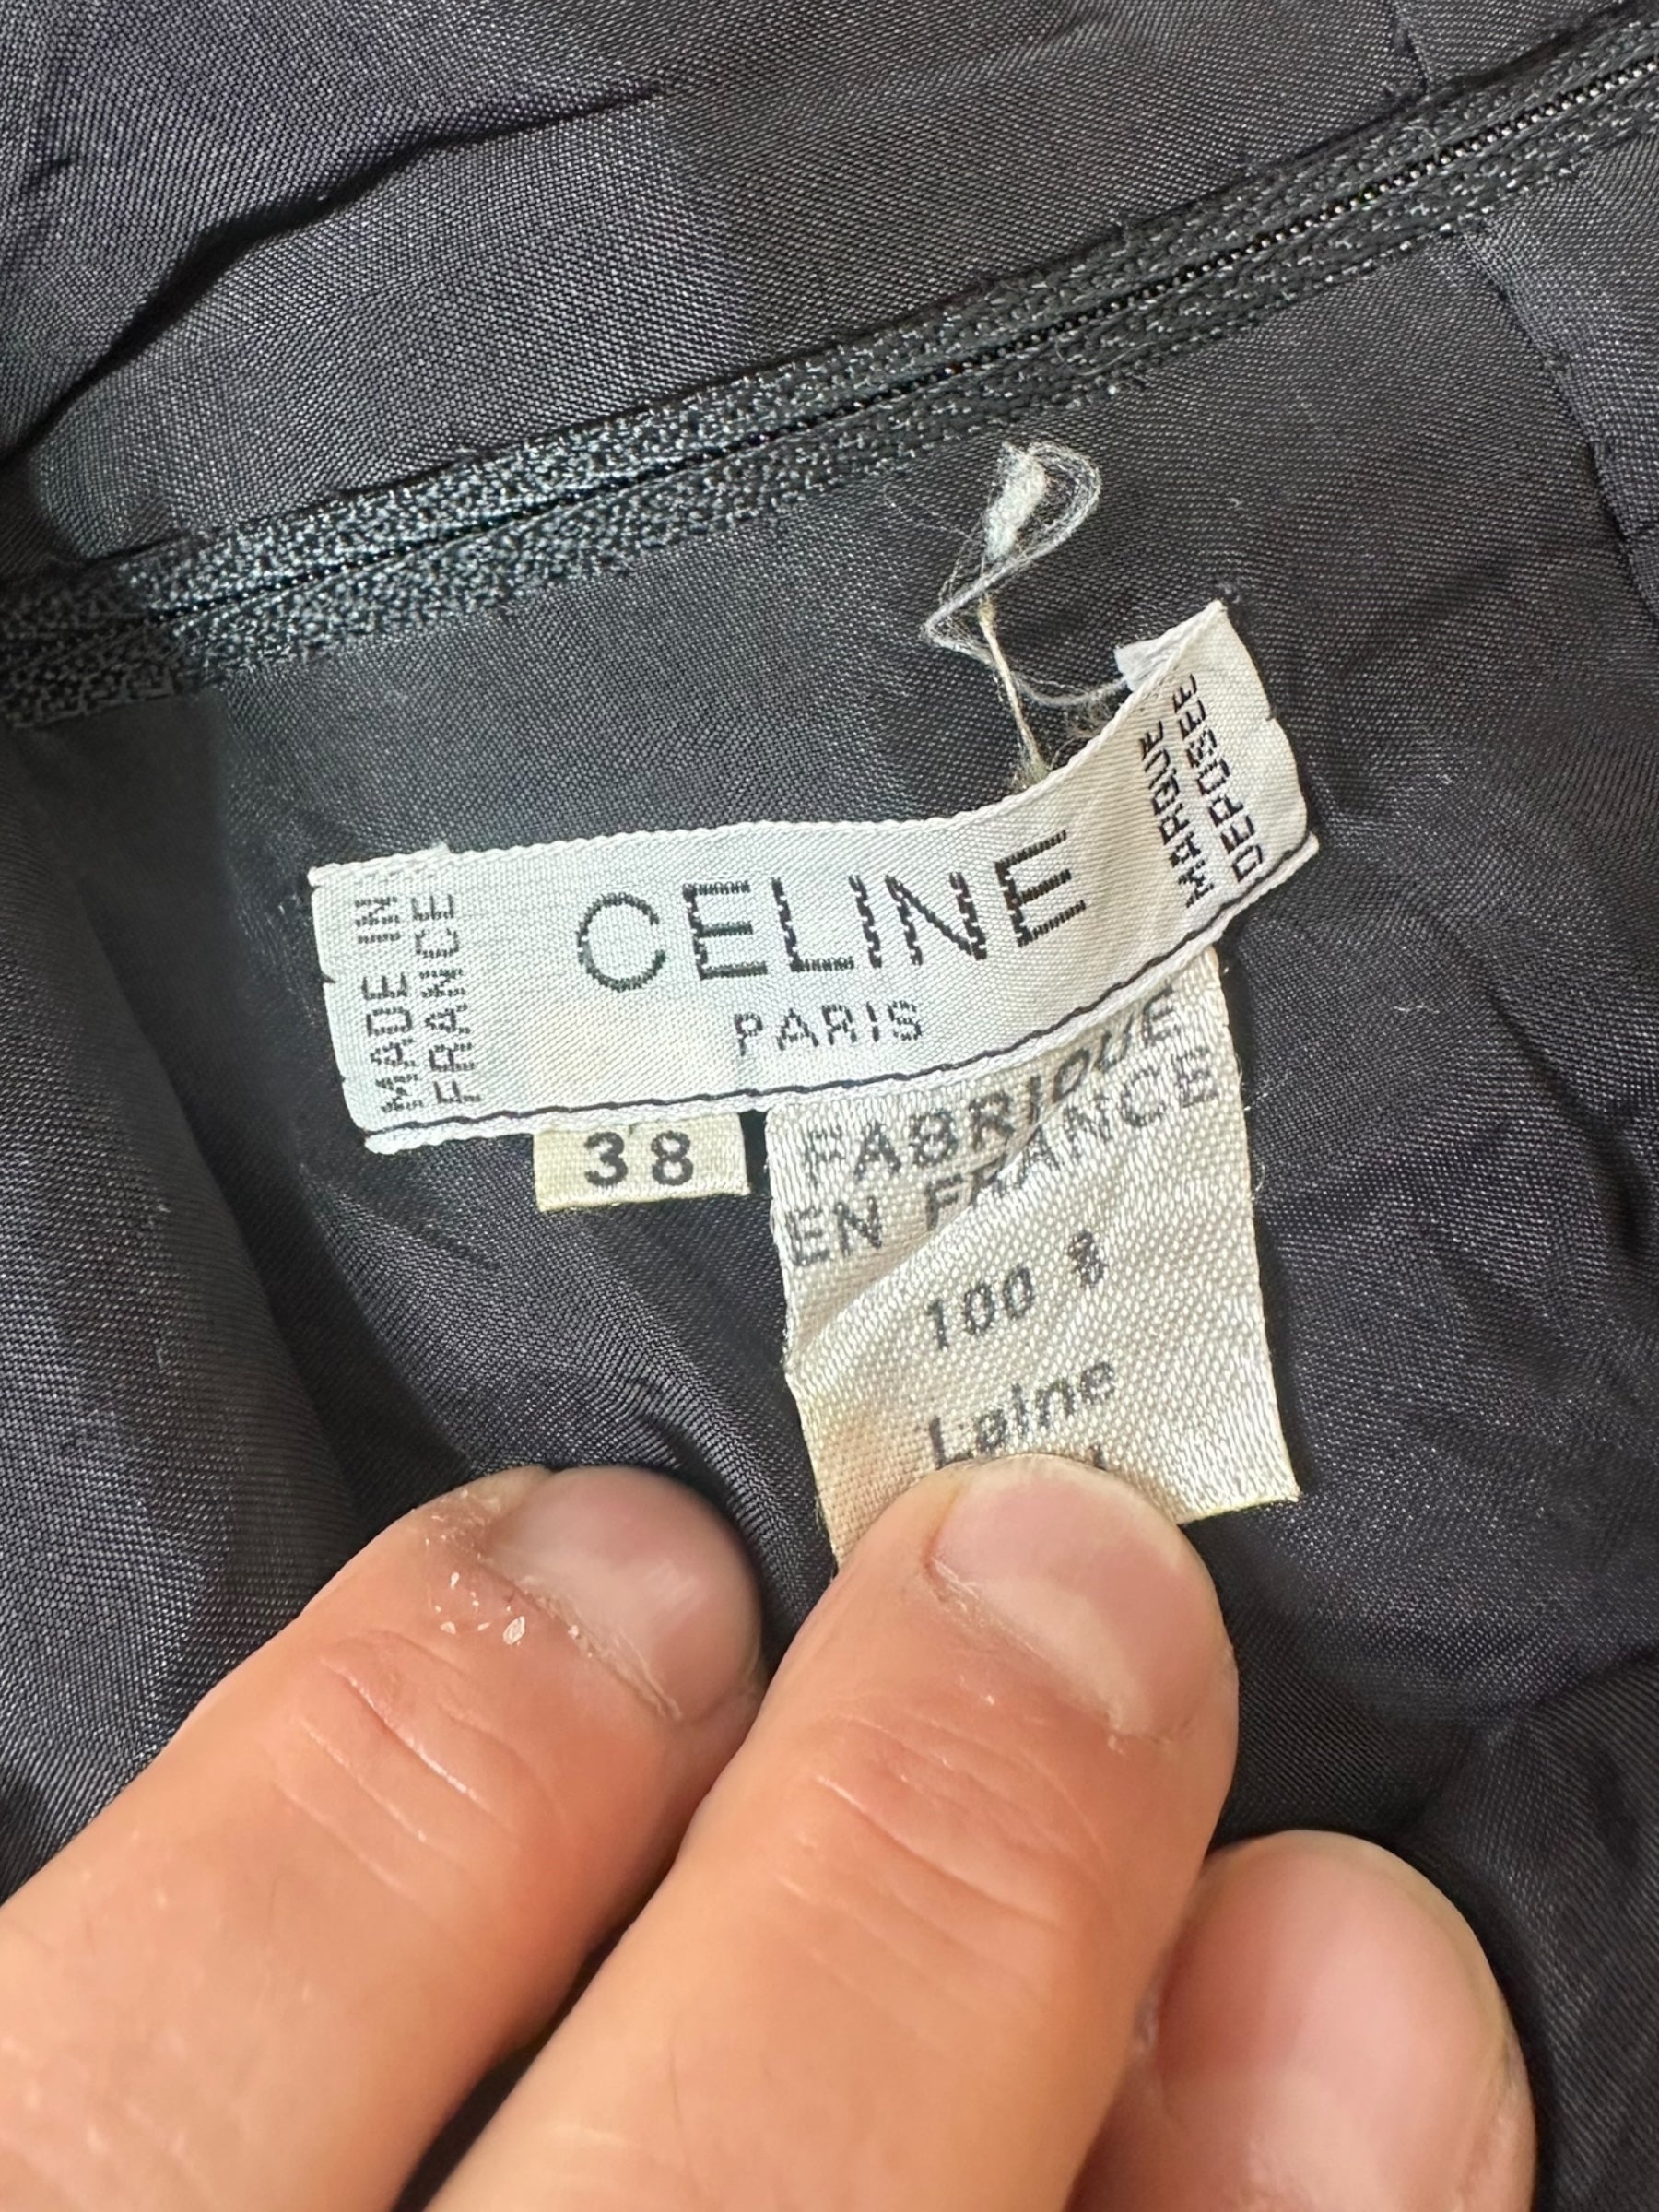 MADE IN
FRANCE
CELINE
PARIS
MARQUE
DEPOSEE
38
FABRIQUE
EN FRANCE
100 %
Laine